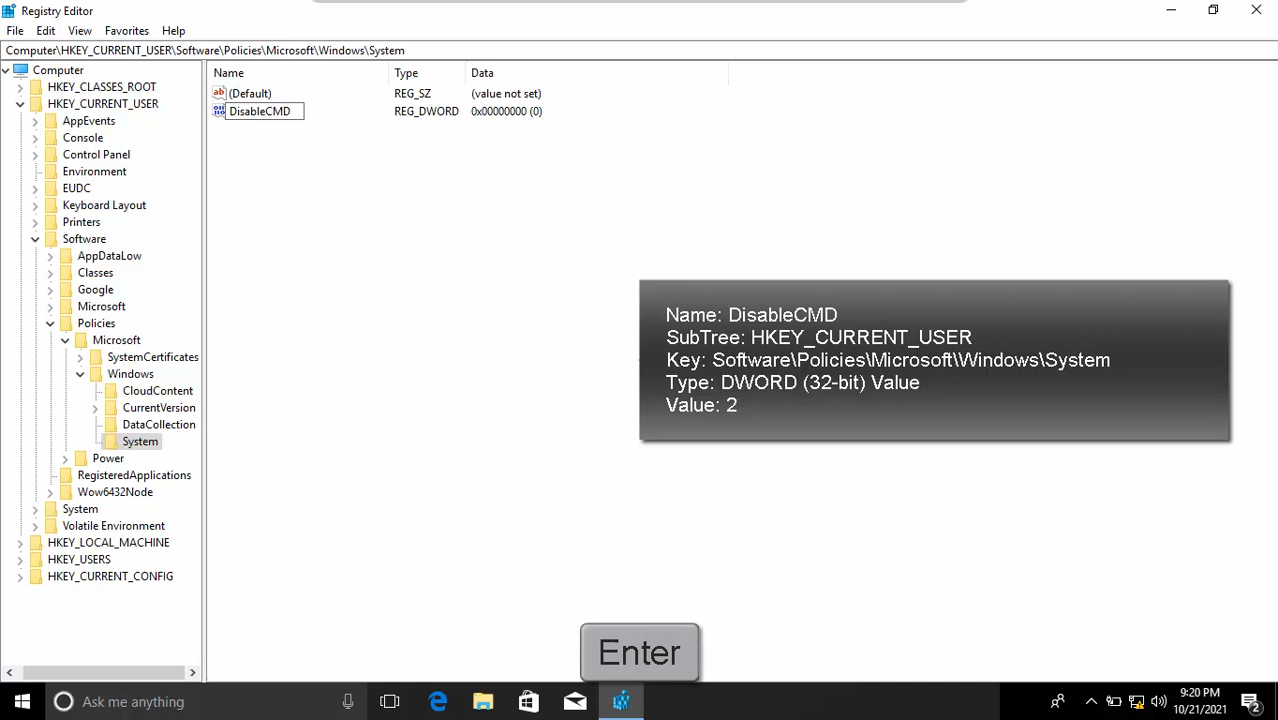 Registry Editor
File Edit View Favorites Help
Computer\HKEY_CURRENT_USER\Software\Policies\Microsoft\Windows\System
Computer
HKEY_CLASSES_ROOT
HKEY_CURRENT_USER
AppEvents
Console
Control Panel
Environment
EUDC
Keyboard Layout
Printers
Software
AppDataLow
Classes
Google
Microsoft
Policies
Microsoft
SystemCertificates
Windows
CloudContent
CurrentVersion
DataCollection
System
Power
RegisteredApplications
Wow6432Node
System
Volatile Environment
HKEY_LOCAL_MACHINE
HKEY_USERS
HKEY_CURRENT_CONFIG
Name Type Data
ab (Default) REG_SZ (value not set)
DisableCMD REG_DWORD 0x00000000 (0)
Name: DisableCMD
SubTree: HKEY_CURRENT_USER
Key: Software\Policies\Microsoft\Windows\System
Type: DWORD (32-bit) Value
Value: 2
Enter
Ask me anything
9:20 PM
10/21/2021
2